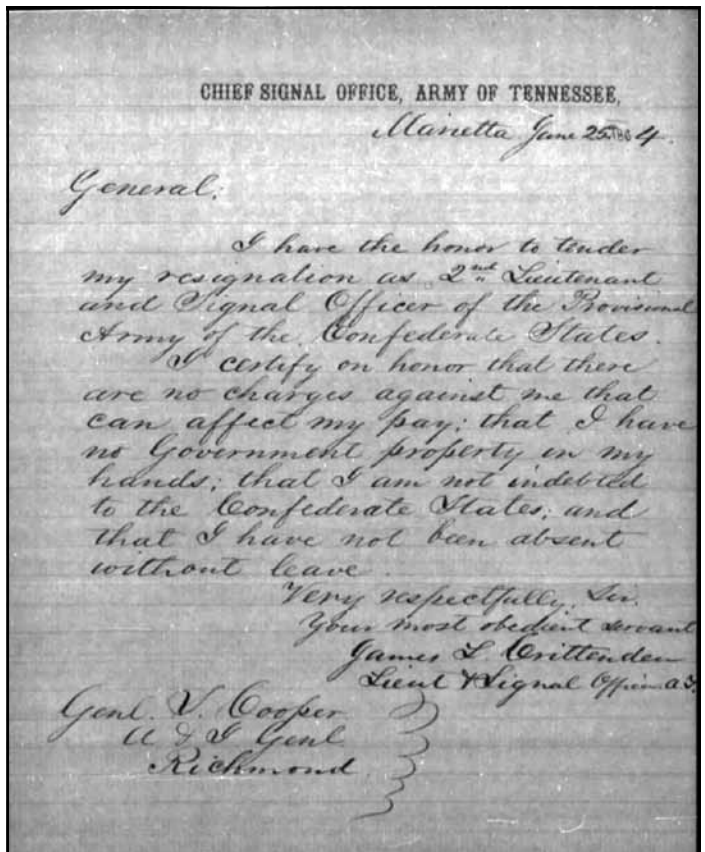 CHIEF SIGNAL OFFICE, ARMY OF TENNESSEE,
Marietta June 25th 1864.
General:
I have the honor to tender
my resignation as 2nd Lieutenant
and Signal Officer of the Provisional
Army of the Confederate States.
I certify on honor that there
are no charges against me that
can affect my pay; that I have
no Government property in my
hands; that I am not indebted
to the Confederate States; and
that I have not been absent
without leave.
Very respectfully, Sir.
Your most obedient servant
James L. Crittenden
Lieut & Signal Officer A.T.
Genl. S. Cooper
A & I Genl
Richmond